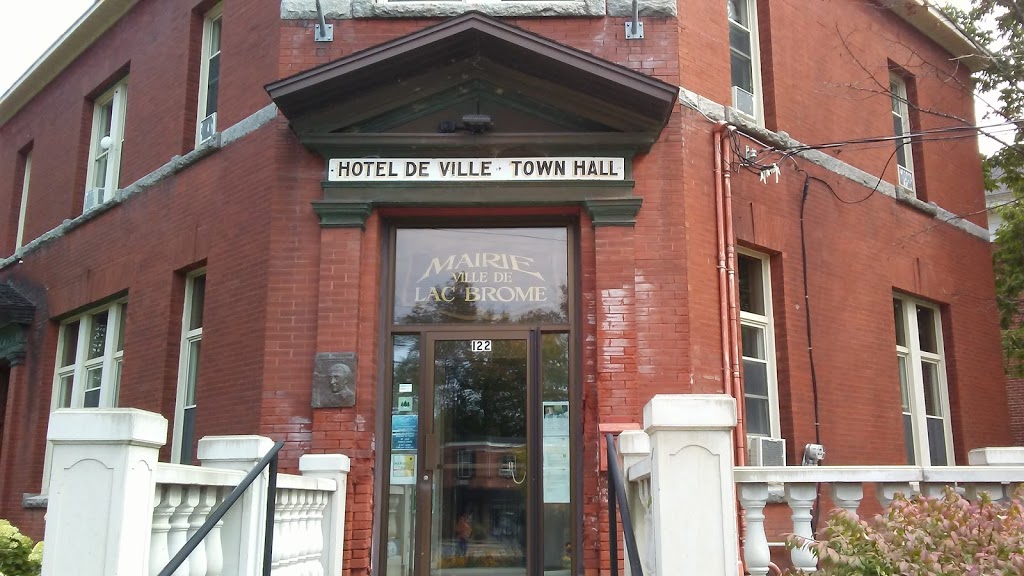 · HOTEL DE VILLE · TOWN HALL
MAIRIE
VILLE DE
LAC BROME
122